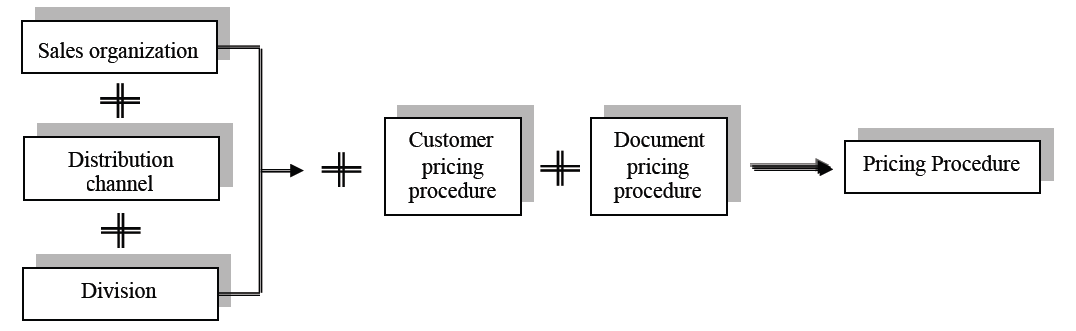 Sales organization
Distribution
channel
Division
Customer
pricing
procedure
Document
pricing
procedure
Pricing Procedure